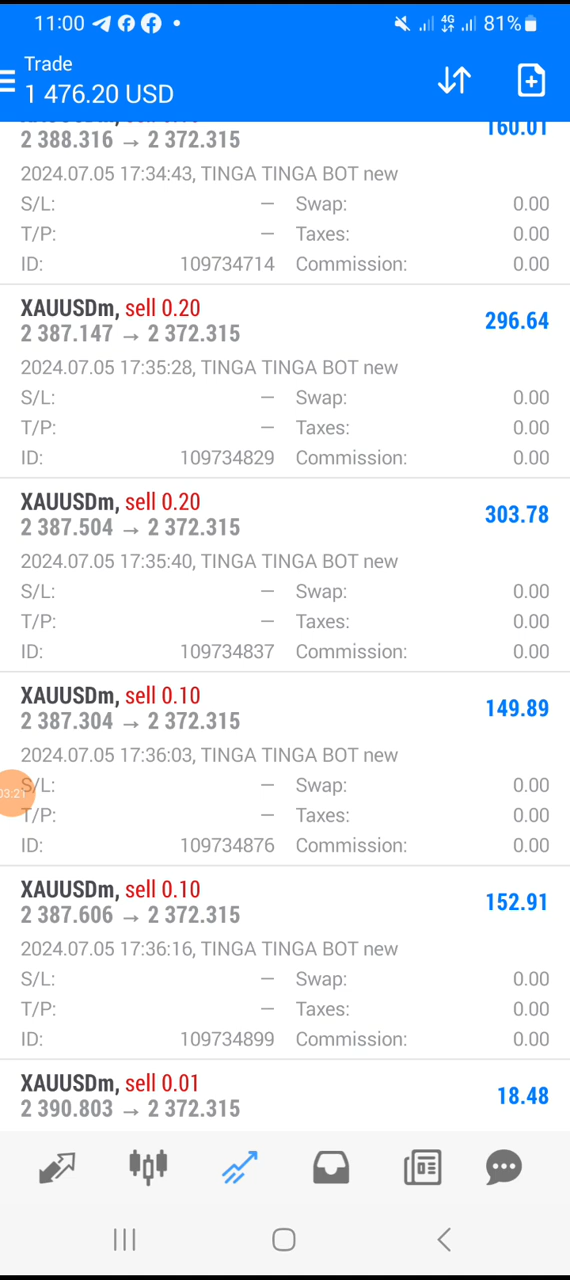 11:00 4G 81%
Trade
1 476.20 USD
160.01
2 388.316 → 2 372.315
2024.07.05 17:34:43, TINGA TINGA BOT new
S/L: – Swap: 0.00
T/P: – Taxes: 0.00
ID: 109734714 Commission: 0.00
XAUUSDm, sell 0.20
296.64
2 387.147 → 2 372.315
2024.07.05 17:35:28, TINGA TINGA BOT new
S/L: – Swap: 0.00
T/P: – Taxes: 0.00
ID: 109734829 Commission: 0.00
XAUUSDm, sell 0.20
303.78
2 387.504 → 2 372.315
2024.07.05 17:35:40, TINGA TINGA BOT new
S/L: – Swap: 0.00
T/P: – Taxes: 0.00
ID: 109734837 Commission: 0.00
XAUUSDm, sell 0.10
149.89
2 387.304 → 2 372.315
2024.07.05 17:36:03, TINGA TINGA BOT new
S/L: – Swap: 0.00
03:21
T/P: – Taxes: 0.00
ID: 109734876 Commission: 0.00
XAUUSDm, sell 0.10
152.91
2 387.606 → 2 372.315
2024.07.05 17:36:16, TINGA TINGA BOT new
S/L: – Swap: 0.00
T/P: – Taxes: 0.00
ID: 109734899 Commission: 0.00
XAUUSDm, sell 0.01
18.48
2 390.803 → 2 372.315